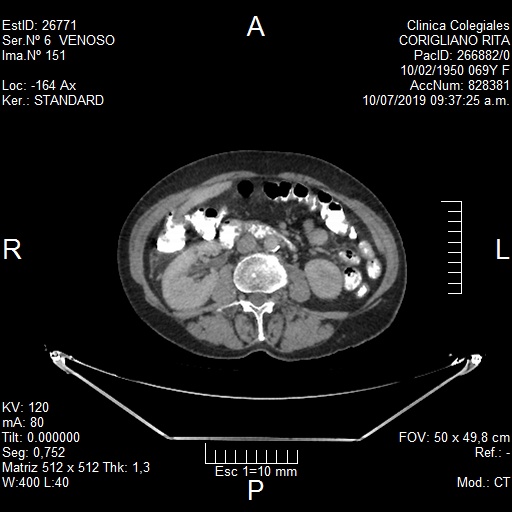 EstID: 26771
Ser.Nº 6 VENOSO
Ima.Nº 151
Loc: -164 Ax
Ker.: STANDARD
A
Clinica Colegiales
CORIGLIANO RITA
PacID: 266882/0
10/02/1950 069Y F
AccNum: 828381
10/07/2019 09:37:25 a.m.
R
L
KV: 120
mA: 80
Tilt: 0.000000
Seg: 0,752
Matriz 512 x 512 Thk: 1,3
W:400 L:40
Esc 1=10 mm
P
FOV: 50 x 49,8 cm
Ref.: -
Mod.: CT